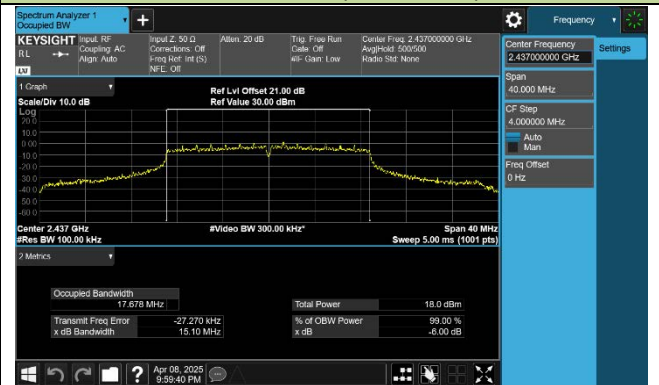 Spectrum Analyzer 1
Occupied BW
Frequency
KEYSIGHT Input: RF
RL Coupling: AC
Align: Auto
Input Z: 50 Ω
Corrections: Off
Freq Ref: Int (S)
NFE: Off
Atten: 20 dB
Trig: Free Run
Gate: Off
#IF Gain: Low
Center Freq: 2.437000000 GHz
Avg|Hold: 500/500
Radio Std: None
LXI
Center Frequency
2.437000000 GHz
Settings
Span
40.000 MHz
CF Step
4.000000 MHz
Auto
Man
Freq Offset
0 Hz
1 Graph
Scale/Div 10.0 dB
Ref Lvl Offset 21.00 dB
Ref Value 30.00 dBm
Log
20.0
10.0
0.00
-10.0
-20.0
-30.0
-40.0
-50.0
-60.0
Center 2.437 GHz
#Res BW 100.00 kHz
#Video BW 300.00 kHz*
Span 40 MHz
Sweep 5.00 ms (1001 pts)
2 Metrics
Occupied Bandwidth
17.678 MHz
Total Power 18.0 dBm
Transmit Freq Error -27.270 kHz
% of OBW Power 99.00 %
x dB Bandwidth 15.10 MHz
x dB -6.00 dB
?
Apr 08, 2025
9:59:40 PM